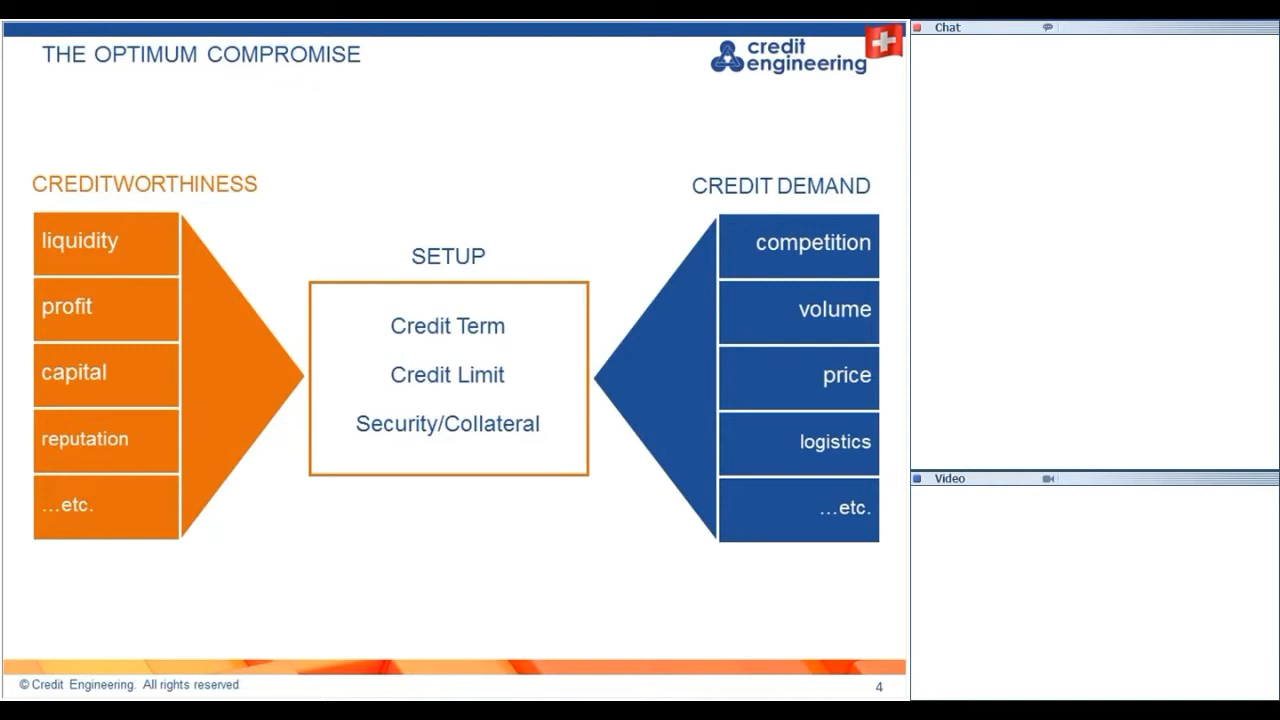 THE OPTIMUM COMPROMISE
credit
engineering
CREDITWORTHINESS
liquidity
profit
capital
reputation
...etc.
SETUP
Credit Term
Credit Limit
Security/Collateral
CREDIT DEMAND
competition
volume
price
logistics
...etc.
© Credit Engineering. All rights reserved
4
Chat
Video